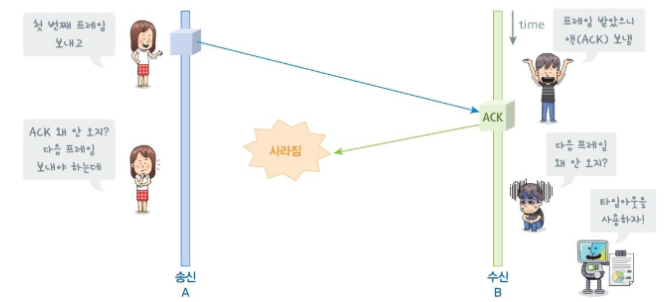 첫 번째 프레임
보내고
time
프레임 받았으니
액(ACK) 보냄
ACK
ACK 왜 안 오지?
다음 프레임
보내야 하는데
사라짐
다음 프레임
왜 안 오지?
타임아웃을
사용하자!
송신
A
수신
B